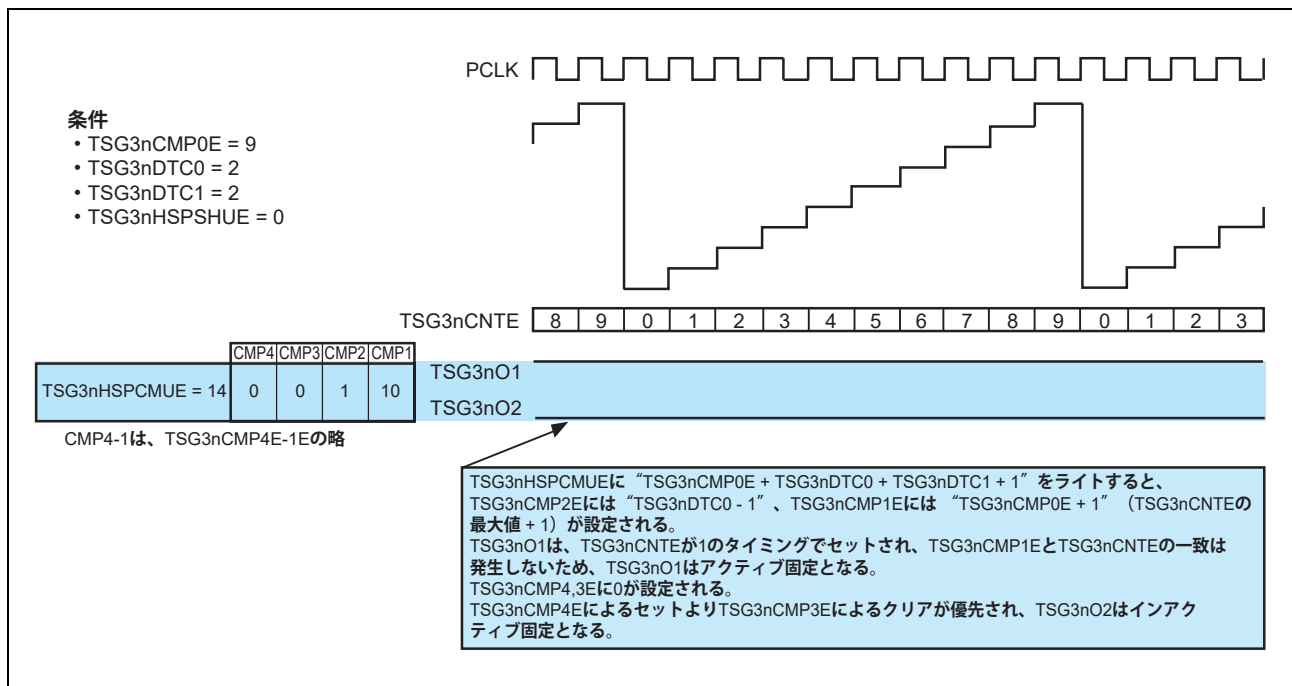 PCLK
条件
• TSG3nCMP0E = 9
• TSG3nDTC0 = 2
• TSG3nDTC1 = 2
• TSG3nHSPSHUE = 0
TSG3nCNTE 8 9 0 1 2 3 4 5 6 7 8 9 0 1 2 3
CMP4 CMP3 CMP2 CMP1
TSG3nHSPCMUE = 14 0 0 1 10
TSG3nO1
TSG3nO2
CMP4-1は、TSG3nCMP4E-1Eの略
TSG3nHSPCMUEに“TSG3nCMP0E + TSG3nDTC0 + TSG3nDTC1 + 1”をライトすると、
TSG3nCMP2Eには“TSG3nDTC0 - 1”、TSG3nCMP1Eには “TSG3nCMP0E + 1”（TSG3nCNTEの
最大値 + 1）が設定される。
TSG3nO1は、TSG3nCNTEが1のタイミングでセットされ、TSG3nCMP1EとTSG3nCNTEの一致は
発生しないため、TSG3nO1はアクティブ固定となる。
TSG3nCMP4,3Eに0が設定される。
TSG3nCMP4EによるセットよりTSG3nCMP3Eによるクリアが優先され、TSG3nO2はインアク
ティブ固定となる。